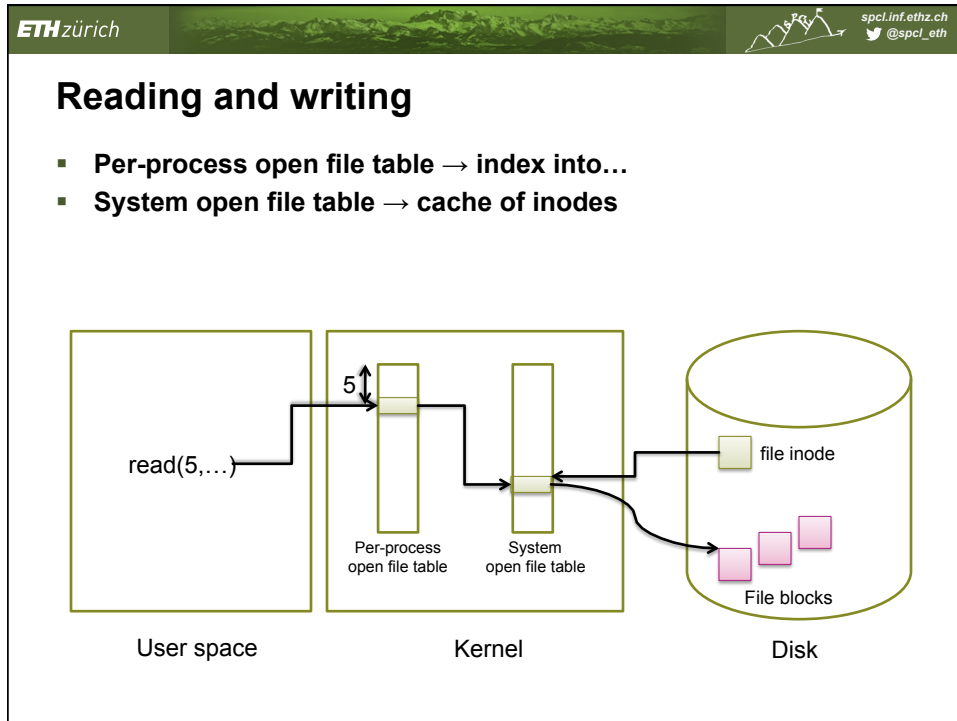 ETH zürich
spcl.inf.ethz.ch
@spcl_eth
Reading and writing
▪ Per-process open file table → index into…
▪ System open file table → cache of inodes
5
read(5,…)
file inode
Per-process
open file table
System
open file table
File blocks
User space
Kernel
Disk